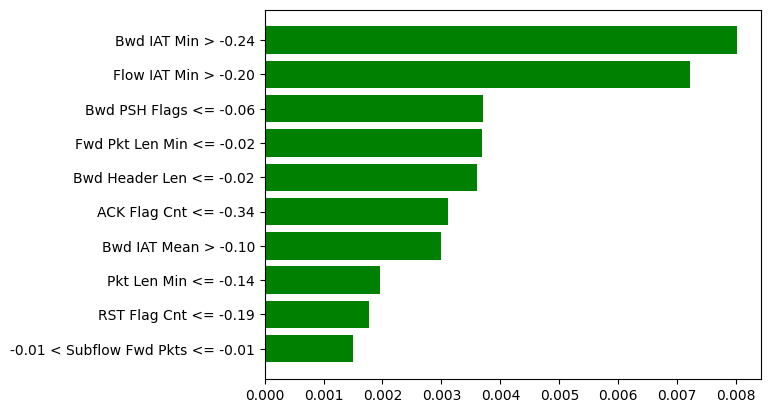 Bwd IAT Min > -0.24
Flow IAT Min > -0.20
Bwd PSH Flags <= -0.06
Fwd Pkt Len Min <= -0.02
Bwd Header Len <= -0.02
ACK Flag Cnt <= -0.34
Bwd IAT Mean > -0.10
Pkt Len Min <= -0.14
RST Flag Cnt <= -0.19
-0.01 < Subflow Fwd Pkts <= -0.01
0.000 0.001 0.002 0.003 0.004 0.005 0.006 0.007 0.008